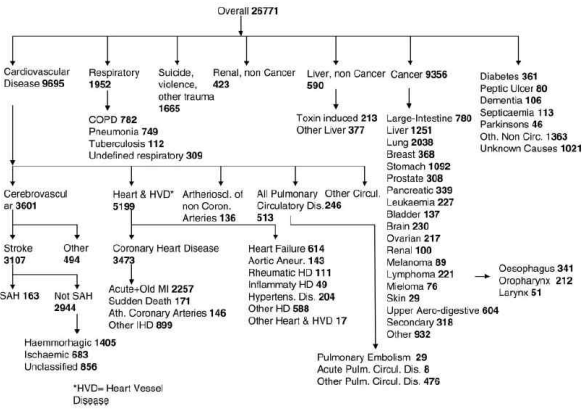 Overall 26771
Cardiovascular
Disease 9695
Respiratory
1952
Suicide,
violence,
other trauma
1665
Renal, non Cancer
423
Liver, non Cancer
590
Cancer 9356
Diabetes 361
Peptic Ulcer 80
Dementia 106
Septicaemia 113
Parkinsons 46
Oth. Non Circ. 1363
Unknown Causes 1021
COPD 782
Pneumonia 749
Tuberculosis 112
Undefined respiratory 309
Toxin induced 213
Other Liver 377
Large-Intestine 780
Liver 1251
Lung 2038
Breast 368
Stomach 1092
Prostate 308
Pancreatic 339
Leukaemia 227
Bladder 137
Brain 230
Ovarian 217
Renal 100
Melanoma 89
Lymphoma 221
Mieloma 76
Skin 29
Upper Aero-digestive 604
Secondary 318
Other 932
Oesophagus 341
Oropharynx 212
Larynx 51
Cerebrovascul
ar 3601
Heart & HVD*
5199
Artherioscl. of
non Coron.
Arteries 136
All Pulmonary
Circulatory Dis.
513
Other Circul.
246
Stroke
3107
Other
494
Coronary Heart Disease
3473
Heart Failure 614
Aortic Aneur. 143
Rheumatic HD 111
Inflammaty HD 49
Hypertens. Dis. 204
Other HD 588
Other Heart & HVD 17
SAH 163
Not SAH
2944
Acute+Old MI 2257
Sudden Death 171
Ath. Coronary Arteries 146
Other IHD 899
Haemmorhagic 1405
Ischaemic 683
Unclassified 856
Pulmonary Embolism 29
Acute Pulm. Circul. Dis. 8
Other Pulm. Circul. Dis. 476
*HVD= Heart Vessel
Disease